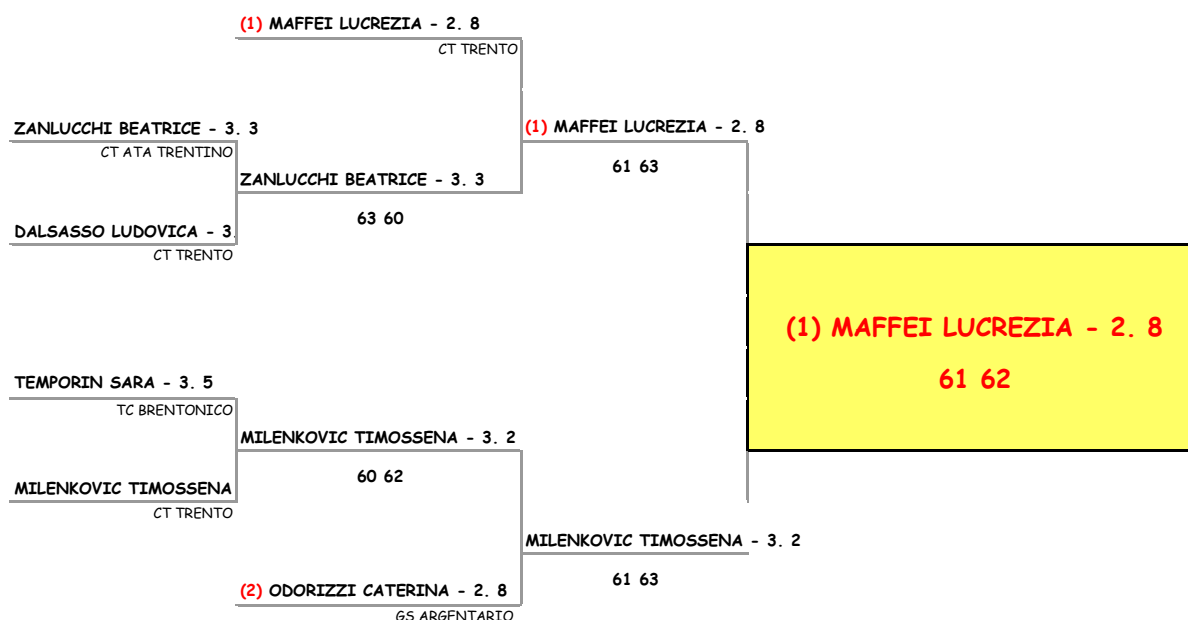 (1) MAFFEI LUCREZIA - 2. 8
CT TRENTO
ZANLUCCHI BEATRICE - 3. 3
(1) MAFFEI LUCREZIA - 2. 8
CT ATA TRENTINO
61 63
ZANLUCCHI BEATRICE - 3. 3
63 60
DALSASSO LUDOVICA - 3
CT TRENTO
(1) MAFFEI LUCREZIA - 2. 8
61 62
TEMPORIN SARA - 3. 5
TC BRENTONICO
MILENKOVIC TIMOSSENA - 3. 2
60 62
MILENKOVIC TIMOSSENA
CT TRENTO
MILENKOVIC TIMOSSENA - 3. 2
61 63
(2) ODORIZZI CATERINA - 2. 8
GS ARGENTARIO